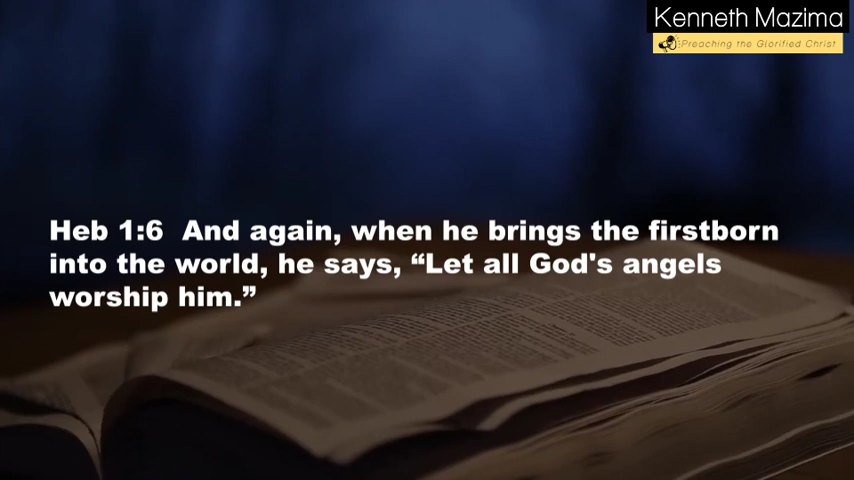 Kenneth Mazima
Preaching the Glorified Christ
Heb 1:6  And again, when he brings the firstborn
into the world, he says, “Let all God's angels
worship him.”